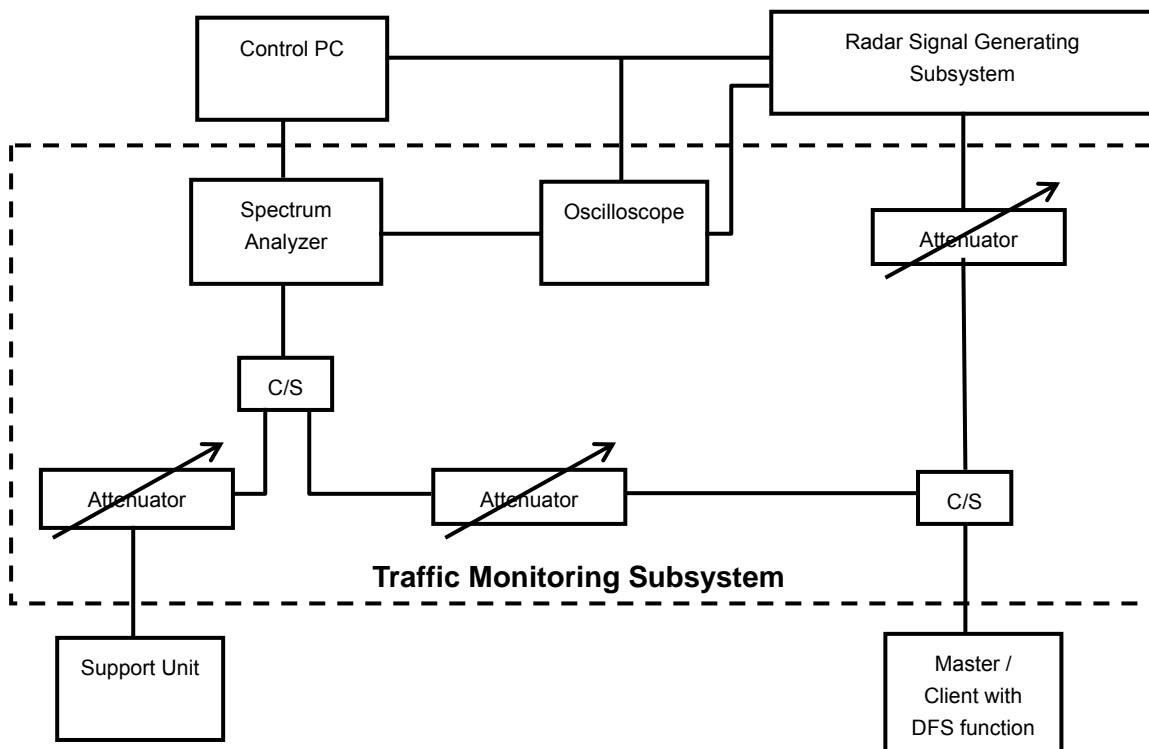 Control PC
Radar Signal Generating
Subsystem
Spectrum
Analyzer
Oscilloscope
Attenuator
C/S
Attenuator
Attenuator
C/S
Traffic Monitoring Subsystem
Support Unit
Master /
Client with
DFS function